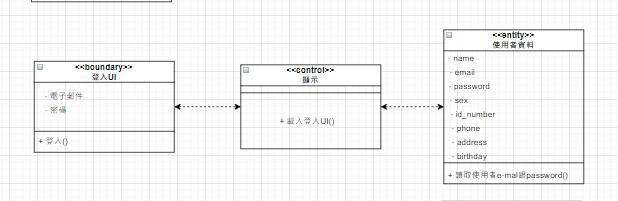 <<boundary>>
登入UI
- 電子郵件
- 密碼
+ 登入()
<<control>>
顯示
+ 載入登入UI()
<<entity>>
使用者資料
- name
- email
- password
- sex
- id_number
- phone
- address
- birthday
+ 讀取使用者e-mal跟password()